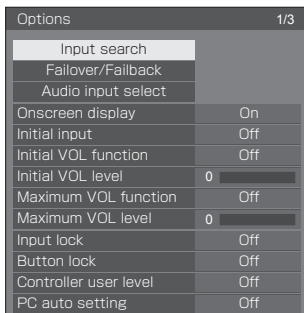 Options 1/3
Input search
Failover/Failback
Audio input select
Onscreen display On
Initial input Off
Initial VOL function Off
Initial VOL level 0
Maximum VOL function Off
Maximum VOL level 0
Input lock Off
Button lock Off
Controller user level Off
PC auto setting Off